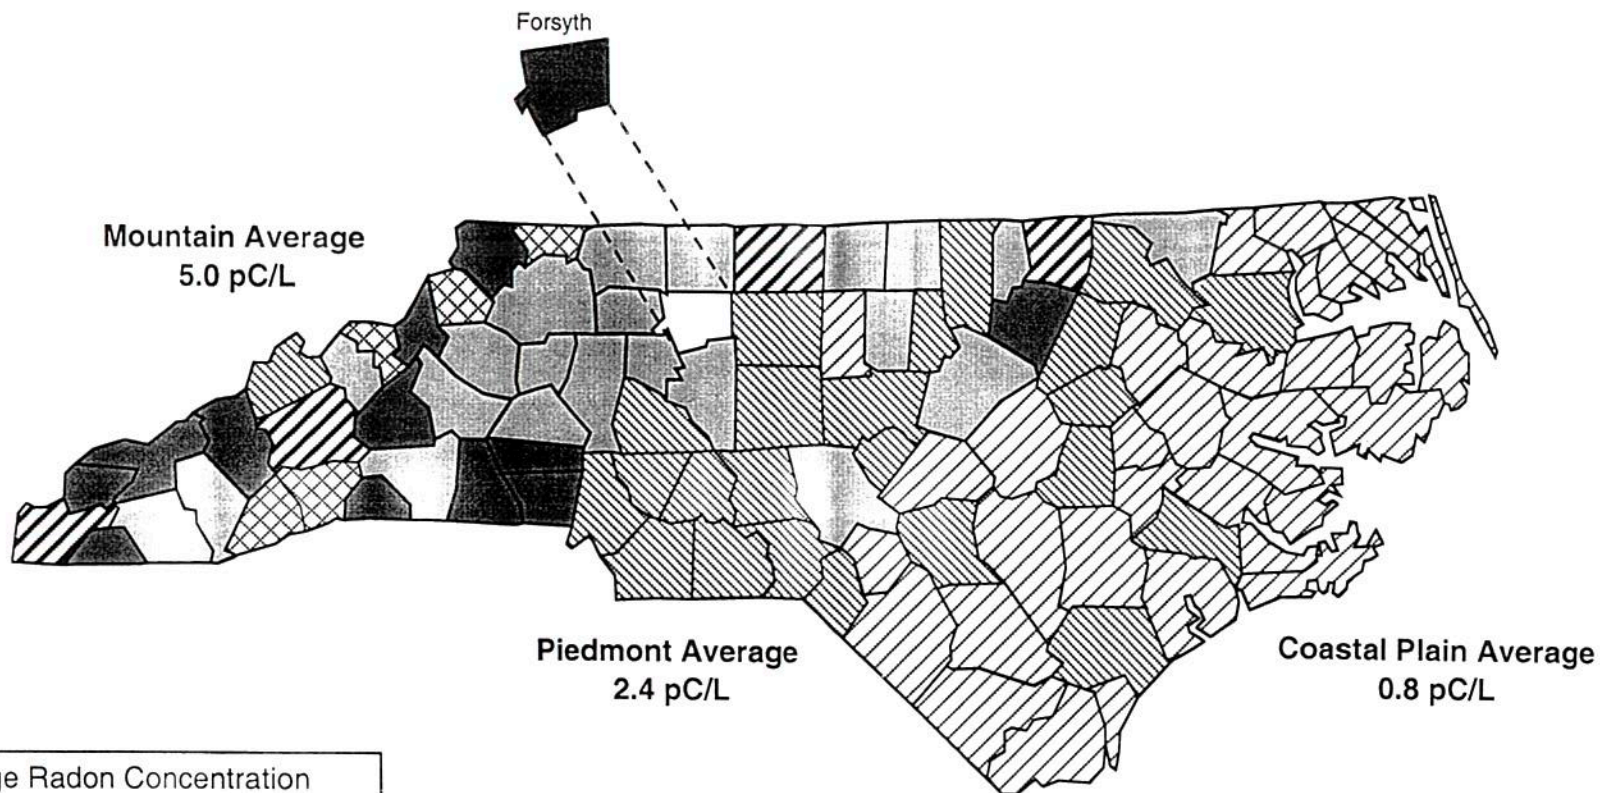 Forsyth
Mountain Average
5.0 pC/L
Piedmont Average
2.4 pC/L
Coastal Plain Average
0.8 pC/L
Radon Concentration